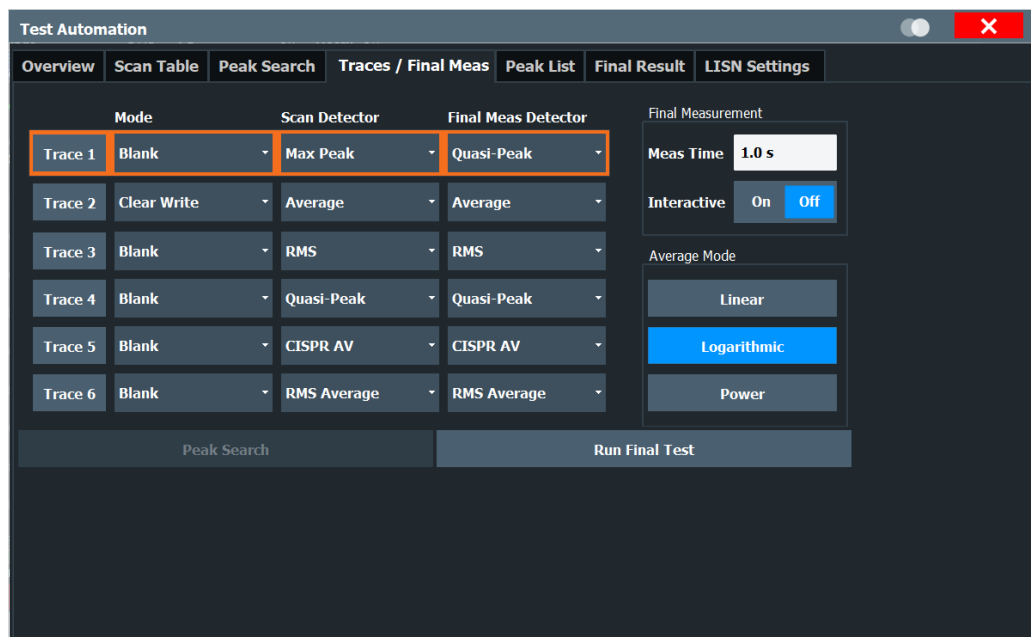 Test Automation
Overview Scan Table Peak Search Traces / Final Meas Peak List Final Result LISN Settings
Mode Scan Detector Final Meas Detector Final Measurement
Trace 1 Blank Max Peak Quasi-Peak Meas Time 1.0 s
Trace 2 Clear Write Average Average Interactive On Off
Trace 3 Blank RMS RMS Average Mode
Trace 4 Blank Quasi-Peak Quasi-Peak Linear
Trace 5 Blank CISPR AV CISPR AV Logarithmic
Trace 6 Blank RMS Average RMS Average Power
Peak Search Run Final Test